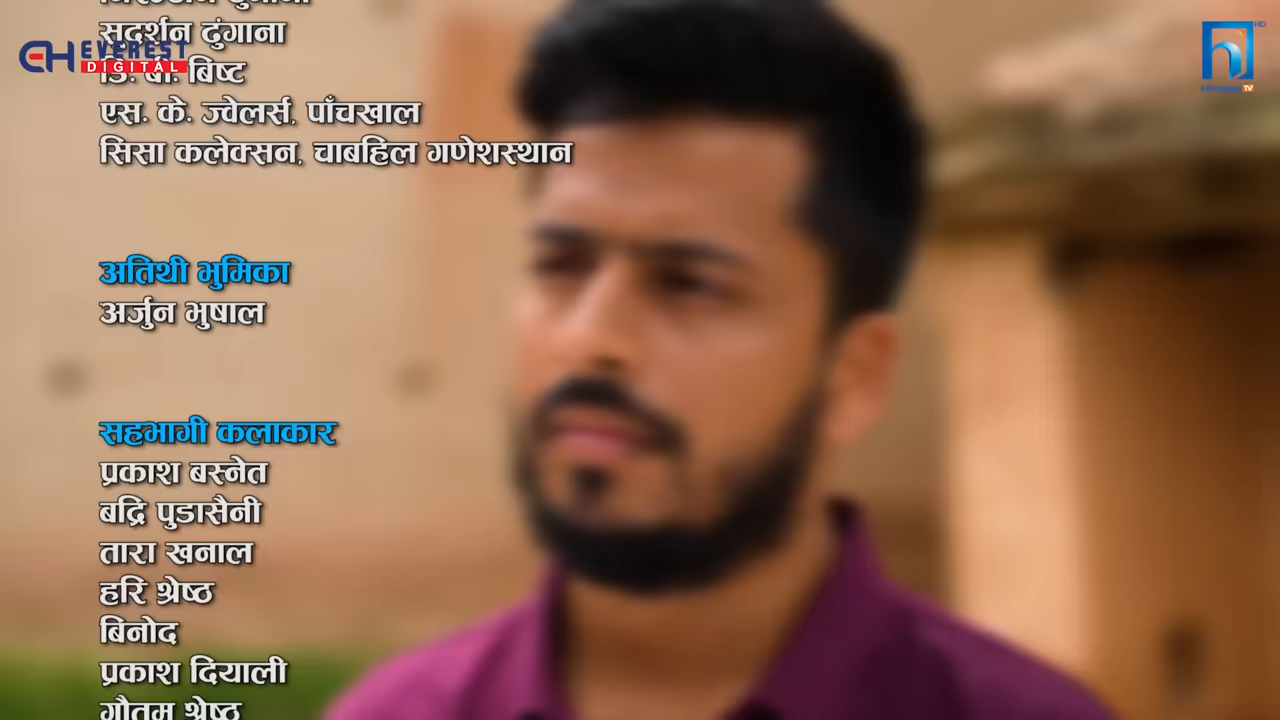 सुदर्शन ढुंगाना
EVEREST
DIGITAL
HD
डि. बी. बिष्ट
एस. के. ज्वेलर्स, पाँचखाल
सिसा कलेक्सन, चाबहिल गणेशस्थान
अतिथी भुमिका
अर्जुन भुषाल
सहभागी कलाकार
प्रकाश बस्नेत
बद्रि पुडासैनी
तारा खनाल
हरि श्रेष्ठ
बिनोद
प्रकाश दियाली
गौतम श्रेष्ठ